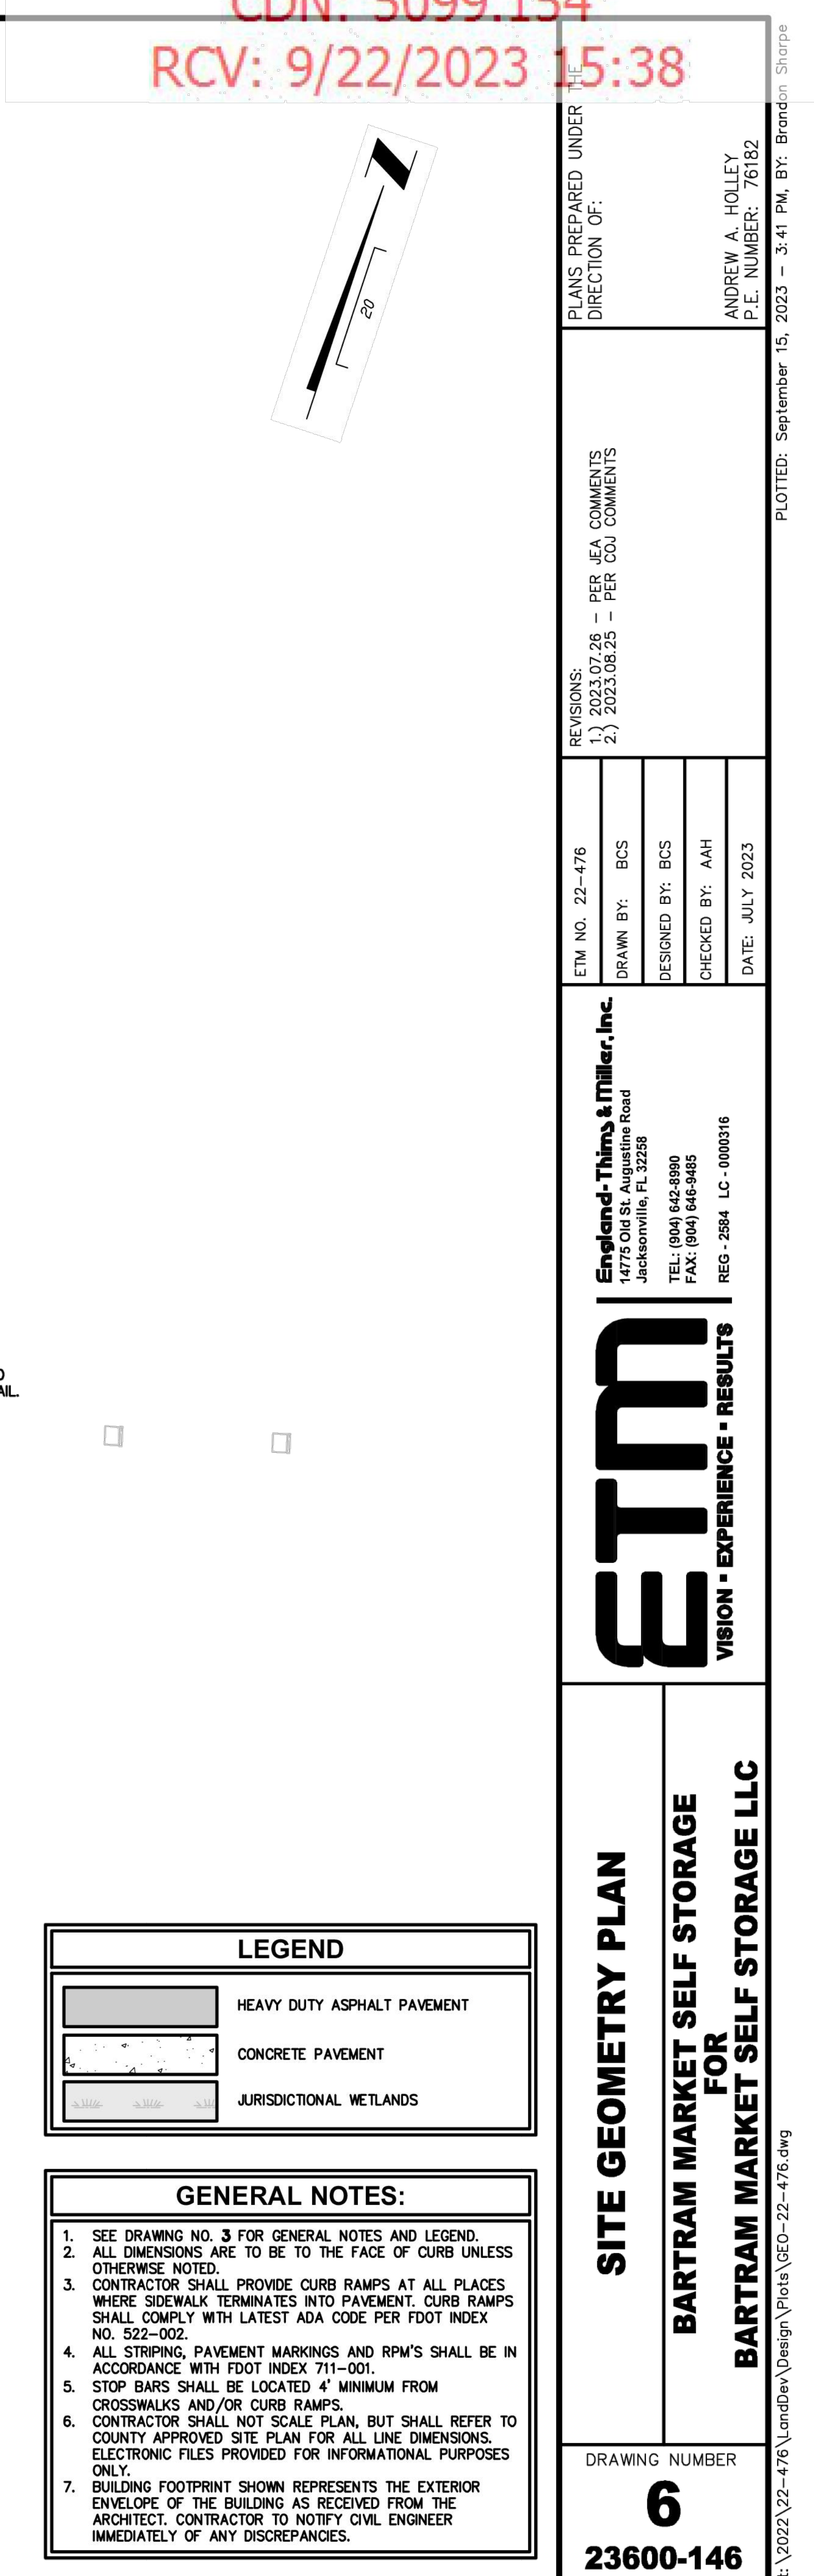 CDN: 5099.154
RCV: 9/22/2023 15:38
20
AIL.
LEGEND
HEAVY DUTY ASPHALT PAVEMENT
CONCRETE PAVEMENT
JURISDICTIONAL WETLANDS
GENERAL NOTES:
1. SEE DRAWING NO. 3 FOR GENERAL NOTES AND LEGEND.
2. ALL DIMENSIONS ARE TO BE TO THE FACE OF CURB UNLESS
OTHERWISE NOTED.
3. CONTRACTOR SHALL PROVIDE CURB RAMPS AT ALL PLACES
WHERE SIDEWALK TERMINATES INTO PAVEMENT. CURB RAMPS
SHALL COMPLY WITH LATEST ADA CODE PER FDOT INDEX
NO. 522-002.
4. ALL STRIPING, PAVEMENT MARKINGS AND RPM'S SHALL BE IN
ACCORDANCE WITH FDOT INDEX 711-001.
5. STOP BARS SHALL BE LOCATED 4' MINIMUM FROM
CROSSWALKS AND/OR CURB RAMPS.
6. CONTRACTOR SHALL NOT SCALE PLAN, BUT SHALL REFER TO
COUNTY APPROVED SITE PLAN FOR ALL LINE DIMENSIONS.
ELECTRONIC FILES PROVIDED FOR INFORMATIONAL PURPOSES
ONLY.
7. BUILDING FOOTPRINT SHOWN REPRESENTS THE EXTERIOR
ENVELOPE OF THE BUILDING AS RECEIVED FROM THE
ARCHITECT. CONTRACTOR TO NOTIFY CIVIL ENGINEER
IMMEDIATELY OF ANY DISCREPANCIES.
PLANS PREPARED UNDER THE
DIRECTION OF:
ANDREW A. HOLLEY
P.E. NUMBER: 76182
REVISIONS:
1.) 2023.07.26 – PER JEA COMMENTS
2.) 2023.08.25 – PER COJ COMMENTS
ETM NO. 22-476
DRAWN BY: BCS
DESIGNED BY: BCS
CHECKED BY: AAH
DATE: JULY 2023
England-Thims & Miller, Inc.
14775 Old St. Augustine Road
Jacksonville, FL 32258
TEL: (904) 642-8990
FAX: (904) 646-9485
REG - 2584 LC - 0000316
ETM
VISION • EXPERIENCE • RESULTS
SITE GEOMETRY PLAN
BARTRAM MARKET SELF STORAGE
FOR
BARTRAM MARKET SELF STORAGE LLC
DRAWING NUMBER
6
23600-146
PLOTTED: September 15, 2023 – 3:41 PM, BY: Brandon Sharpe
:\2022\22-476\LandDev\Design\Plots\GEO-22-476.dwg